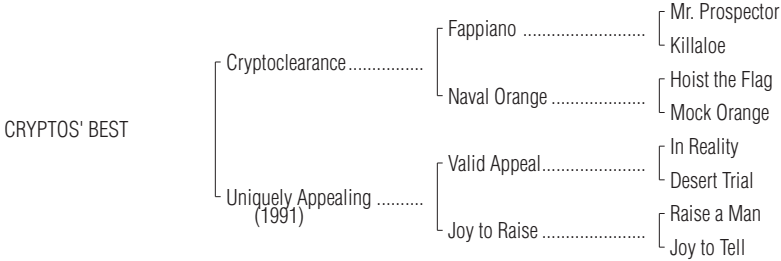 Mr. Prospector
Fappiano ..........................
Killaloe
Cryptoclearance................
Hoist the Flag
Naval Orange ....................
Mock Orange
CRYPTOS' BEST
In Reality
Valid Appeal......................
Desert Trial
Uniquely Appealing ..........
(1991)
Raise a Man
Joy to Raise ......................
Joy to Tell